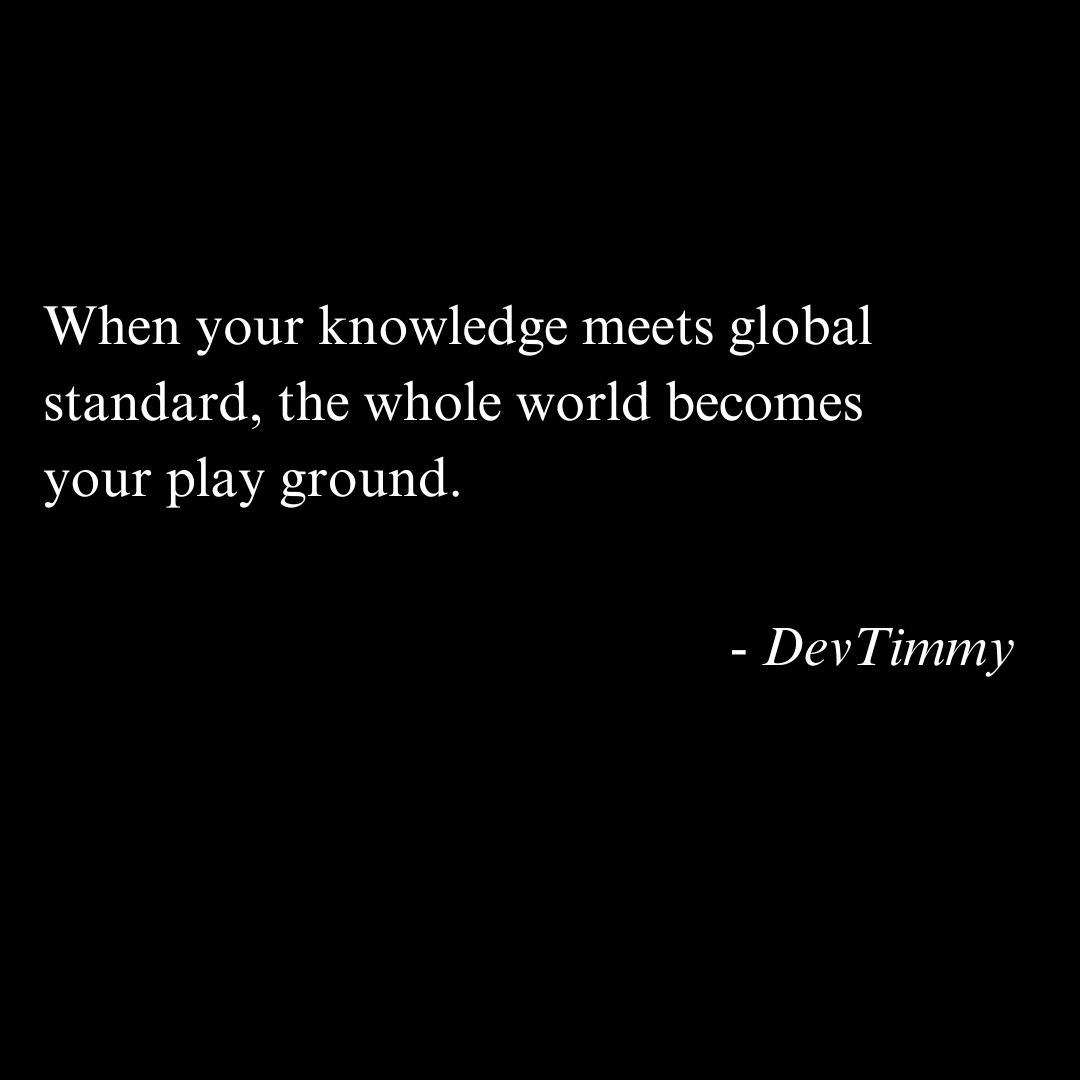 When your knowledge meets global
standard, the whole world becomes
your play ground.
- DevTimmy